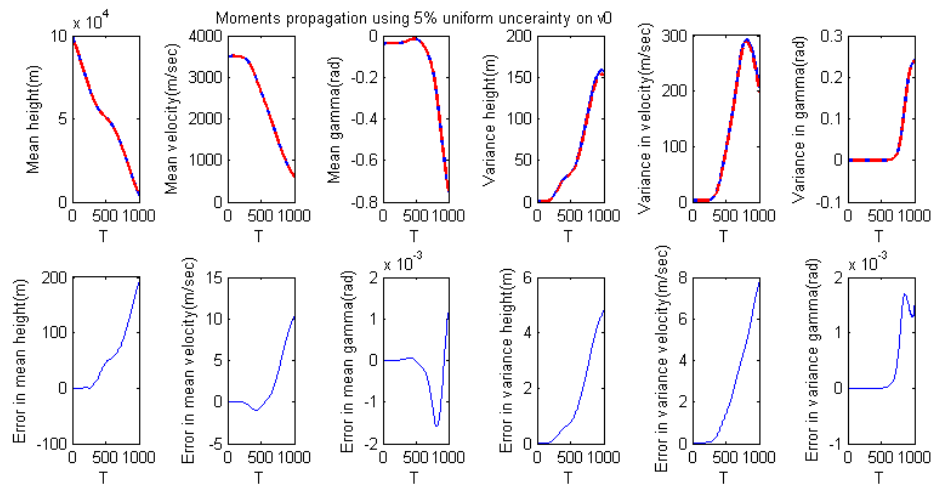 Moments propagation using 5% uniform uncerainty on v0
x 10^4
10
5
0
0 500 1000
T
Mean height(m)
4000
3000
2000
1000
0
0 500 1000
T
Mean velocity(m/sec)
0
-0.2
-0.4
-0.6
-0.8
0 500 1000
T
Mean gamma(rad)
200
150
100
50
0
0 500 1000
T
Variance height(m)
300
200
100
0
0 500 1000
T
Variance in velocity(m/sec)
0.3
0.2
0.1
0
-0.1
0 500 1000
T
Variance in gamma(rad)
200
100
0
-100
0 500 1000
T
Error in mean height(m)
15
10
5
0
-5
0 500 1000
T
Error in mean velocity(m/sec)
x 10^-3
2
1
0
-1
-2
0 500 1000
T
Error in mean gamma(rad)
6
4
2
0
0 500 1000
T
Error in variance height(m)
8
6
4
2
0
0 500 1000
T
Error in variance velocity(m/sec)
x 10^-3
2
1
0
-1
0 500 1000
T
Error in variance gamma(rad)